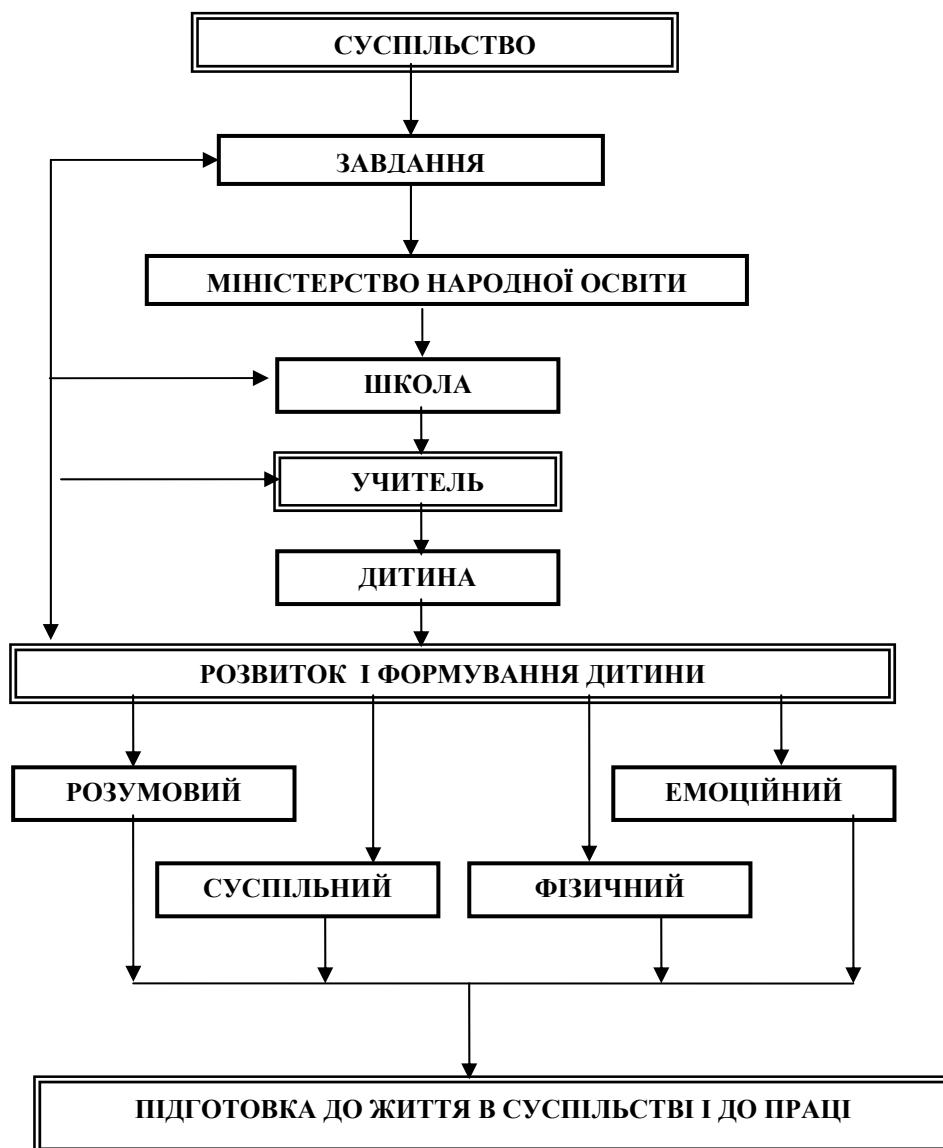 СУСПІЛЬСТВО
ЗАВДАННЯ
МІНІСТЕРСТВО НАРОДНОЇ ОСВІТИ
ШКОЛА
УЧИТЕЛЬ
ДИТИНА
РОЗВИТОК І ФОРМУВАННЯ ДИТИНИ
РОЗУМОВИЙ
ЕМОЦІЙНИЙ
СУСПІЛЬНИЙ
ФІЗИЧНИЙ
ПІДГОТОВКА ДО ЖИТТЯ В СУСПІЛЬСТВІ І ДО ПРАЦІ